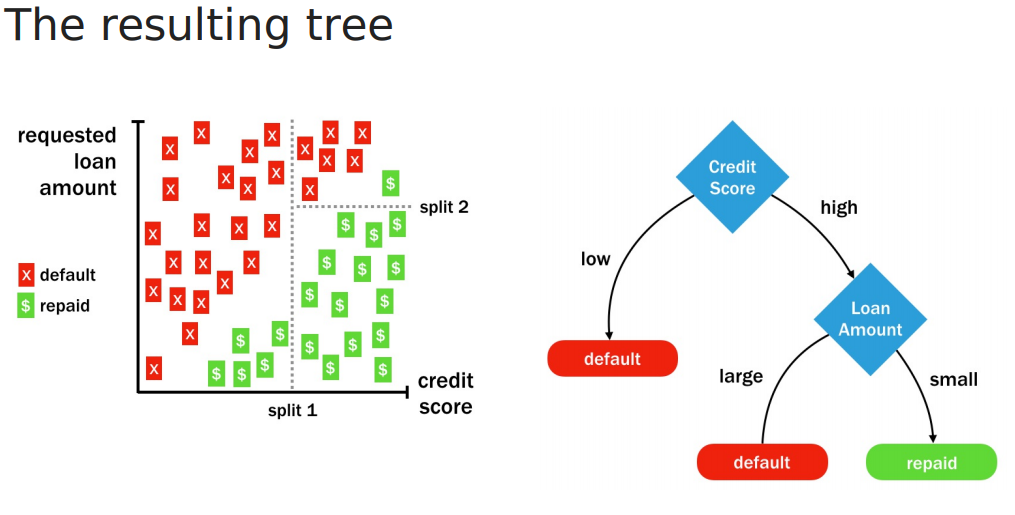 The resulting tree
requested
loan
amount
X default
$ repaid
split 2
split 1
credit
score
Credit
Score
low
high
default
Loan
Amount
large
small
default
repaid